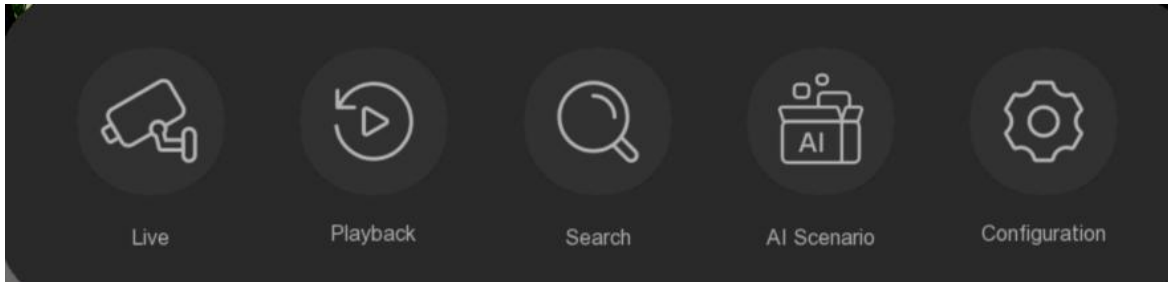 AI
Live
Playback
Search
AI Scenario
Configuration